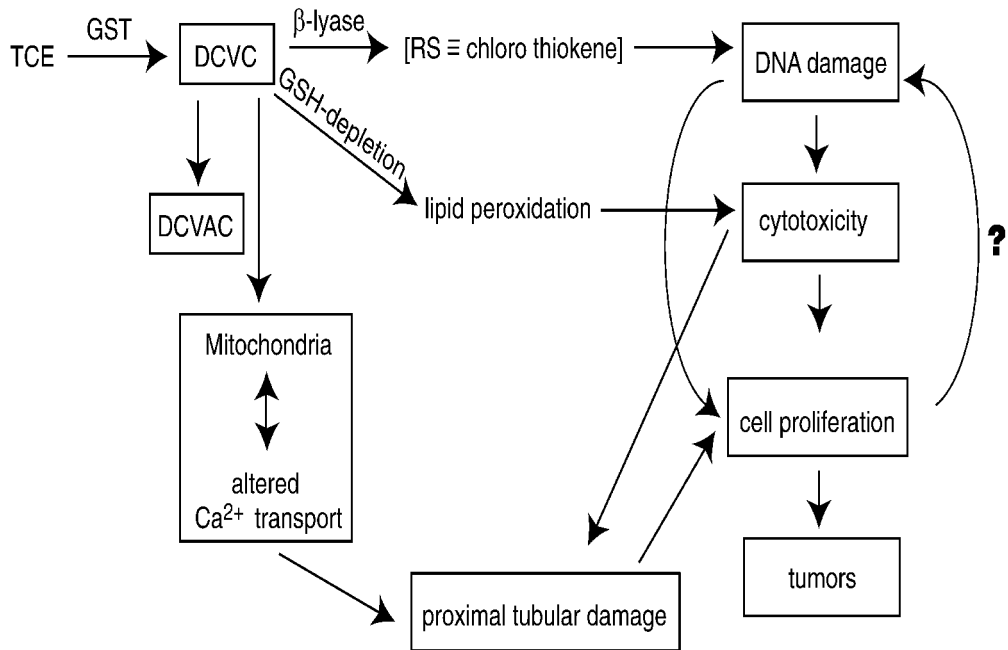 TCE
GST
DCVC
β-lyase
[RS ≡ chloro thiokene]
DNA damage
GSH-depletion
DCVAC
lipid peroxidation
cytotoxicity
?
Mitochondria
altered
Ca²⁺ transport
cell proliferation
proximal tubular damage
tumors